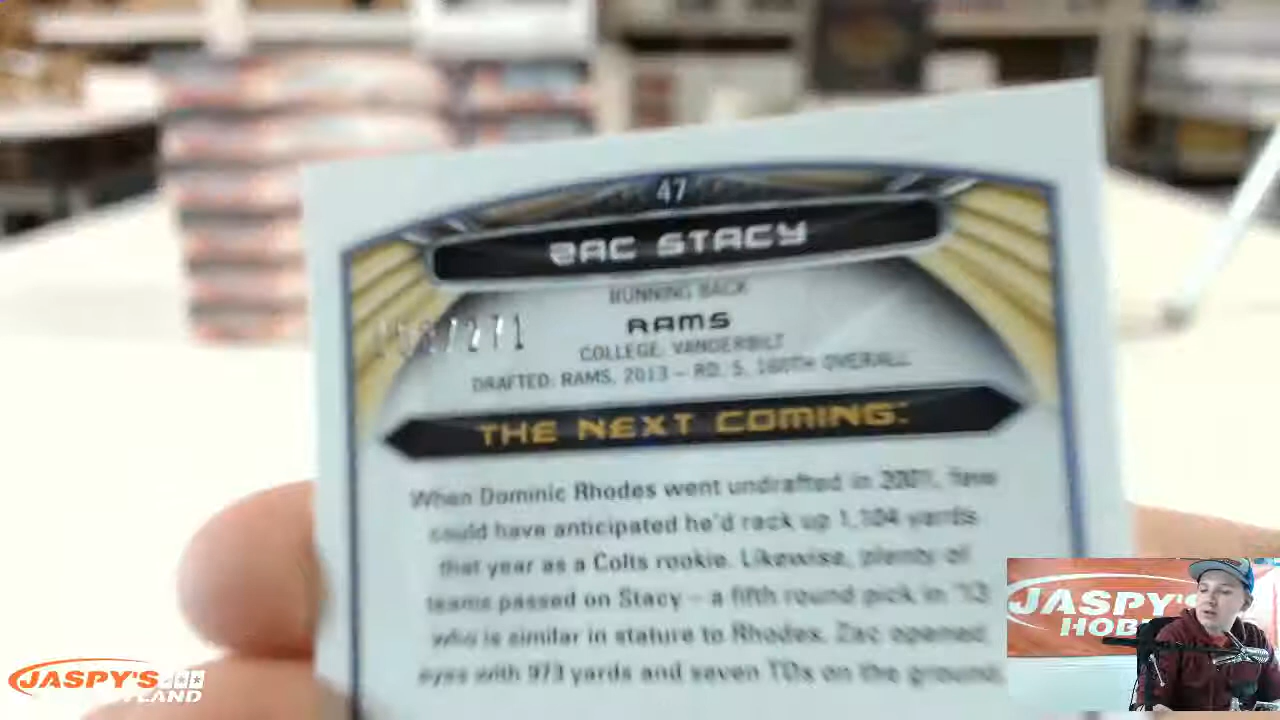 47
ZAC STACY
RUNNING BACK
RAMS
/271
COLLEGE: VANDERBILT
DRAFTED: RAMS, 2013 – RD. 5, 160TH OVERALL
THE NEXT COMING:
When Dominic Rhodes went undrafted in 2001, few
could have anticipated he'd rack up 1,104 yards
that year as a Colts rookie. Likewise, plenty of
teams passed on Stacy – a fifth round pick in '13
who is similar in stature to Rhodes. Zac opened
eyes with 973 yards and seven TDs on the ground
JASPY'S
JASPY'S